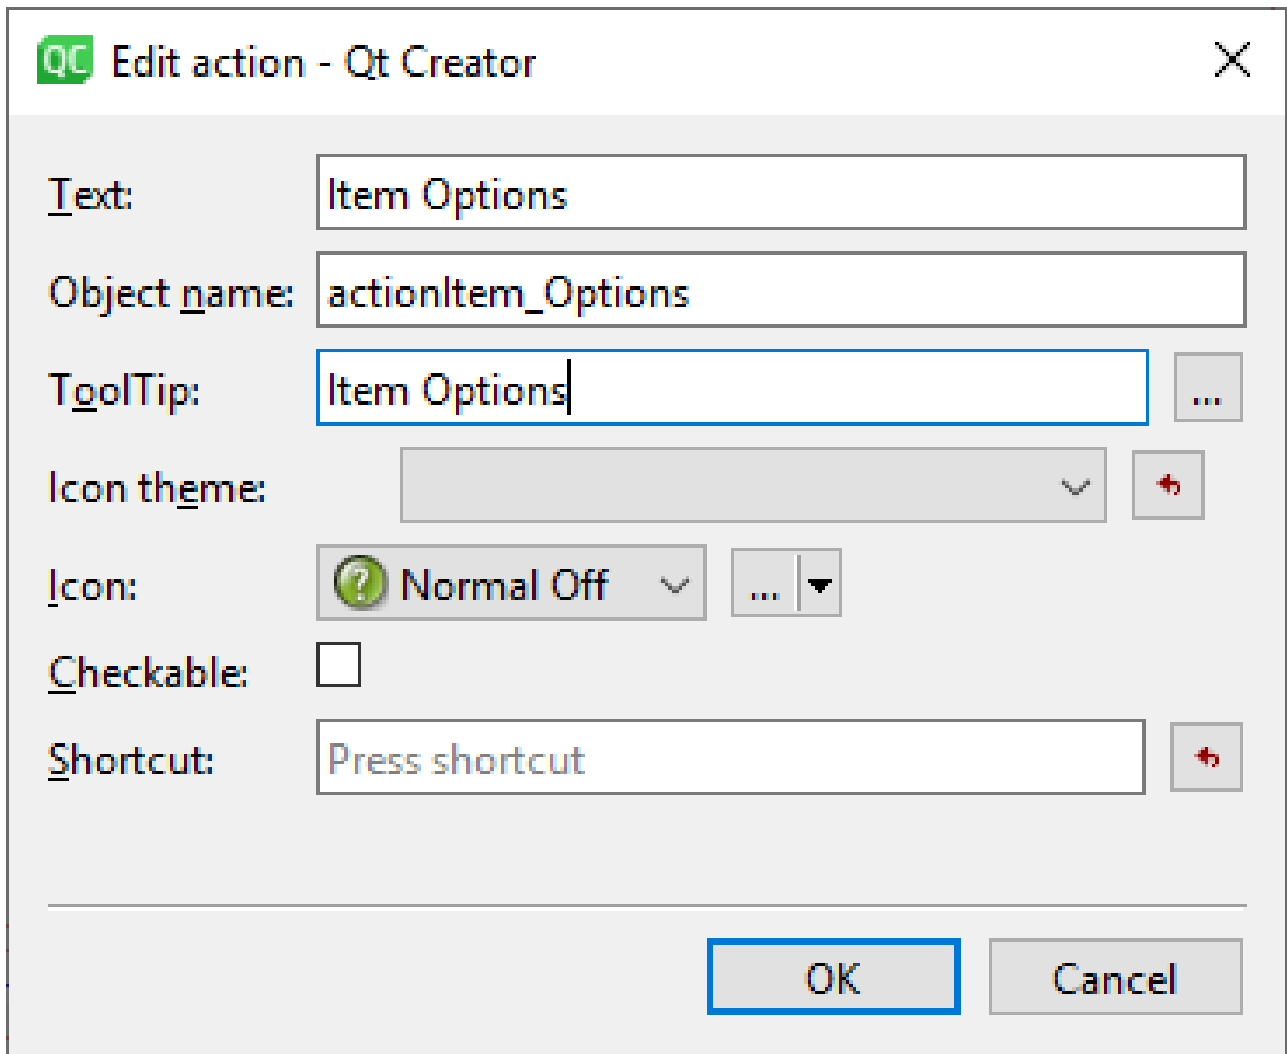 QC Edit action - Qt Creator
Text: Item Options
Object name: actionItem_Options
ToolTip: Item Options ...
Icon theme:
Icon: ? Normal Off ...
Checkable:
Shortcut: Press shortcut
OK Cancel